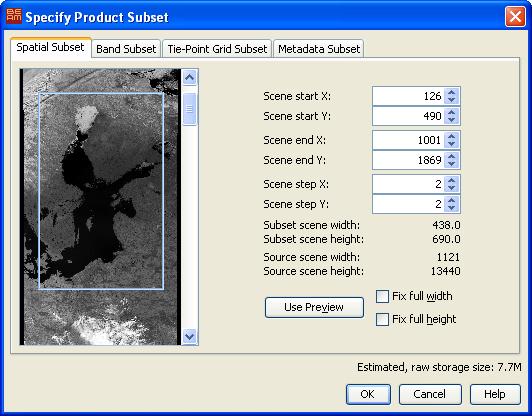 BEAM Specify Product Subset
Spatial Subset Band Subset Tie-Point Grid Subset Metadata Subset
Scene start X: 126
Scene start Y: 490
Scene end X: 1001
Scene end Y: 1869
Scene step X: 2
Scene step Y: 2
Subset scene width: 438.0
Subset scene height: 690.0
Source scene width: 1121
Source scene height: 13440
Use Preview
Fix full width
Fix full height
Estimated, raw storage size: 7.7M
OK Cancel Help